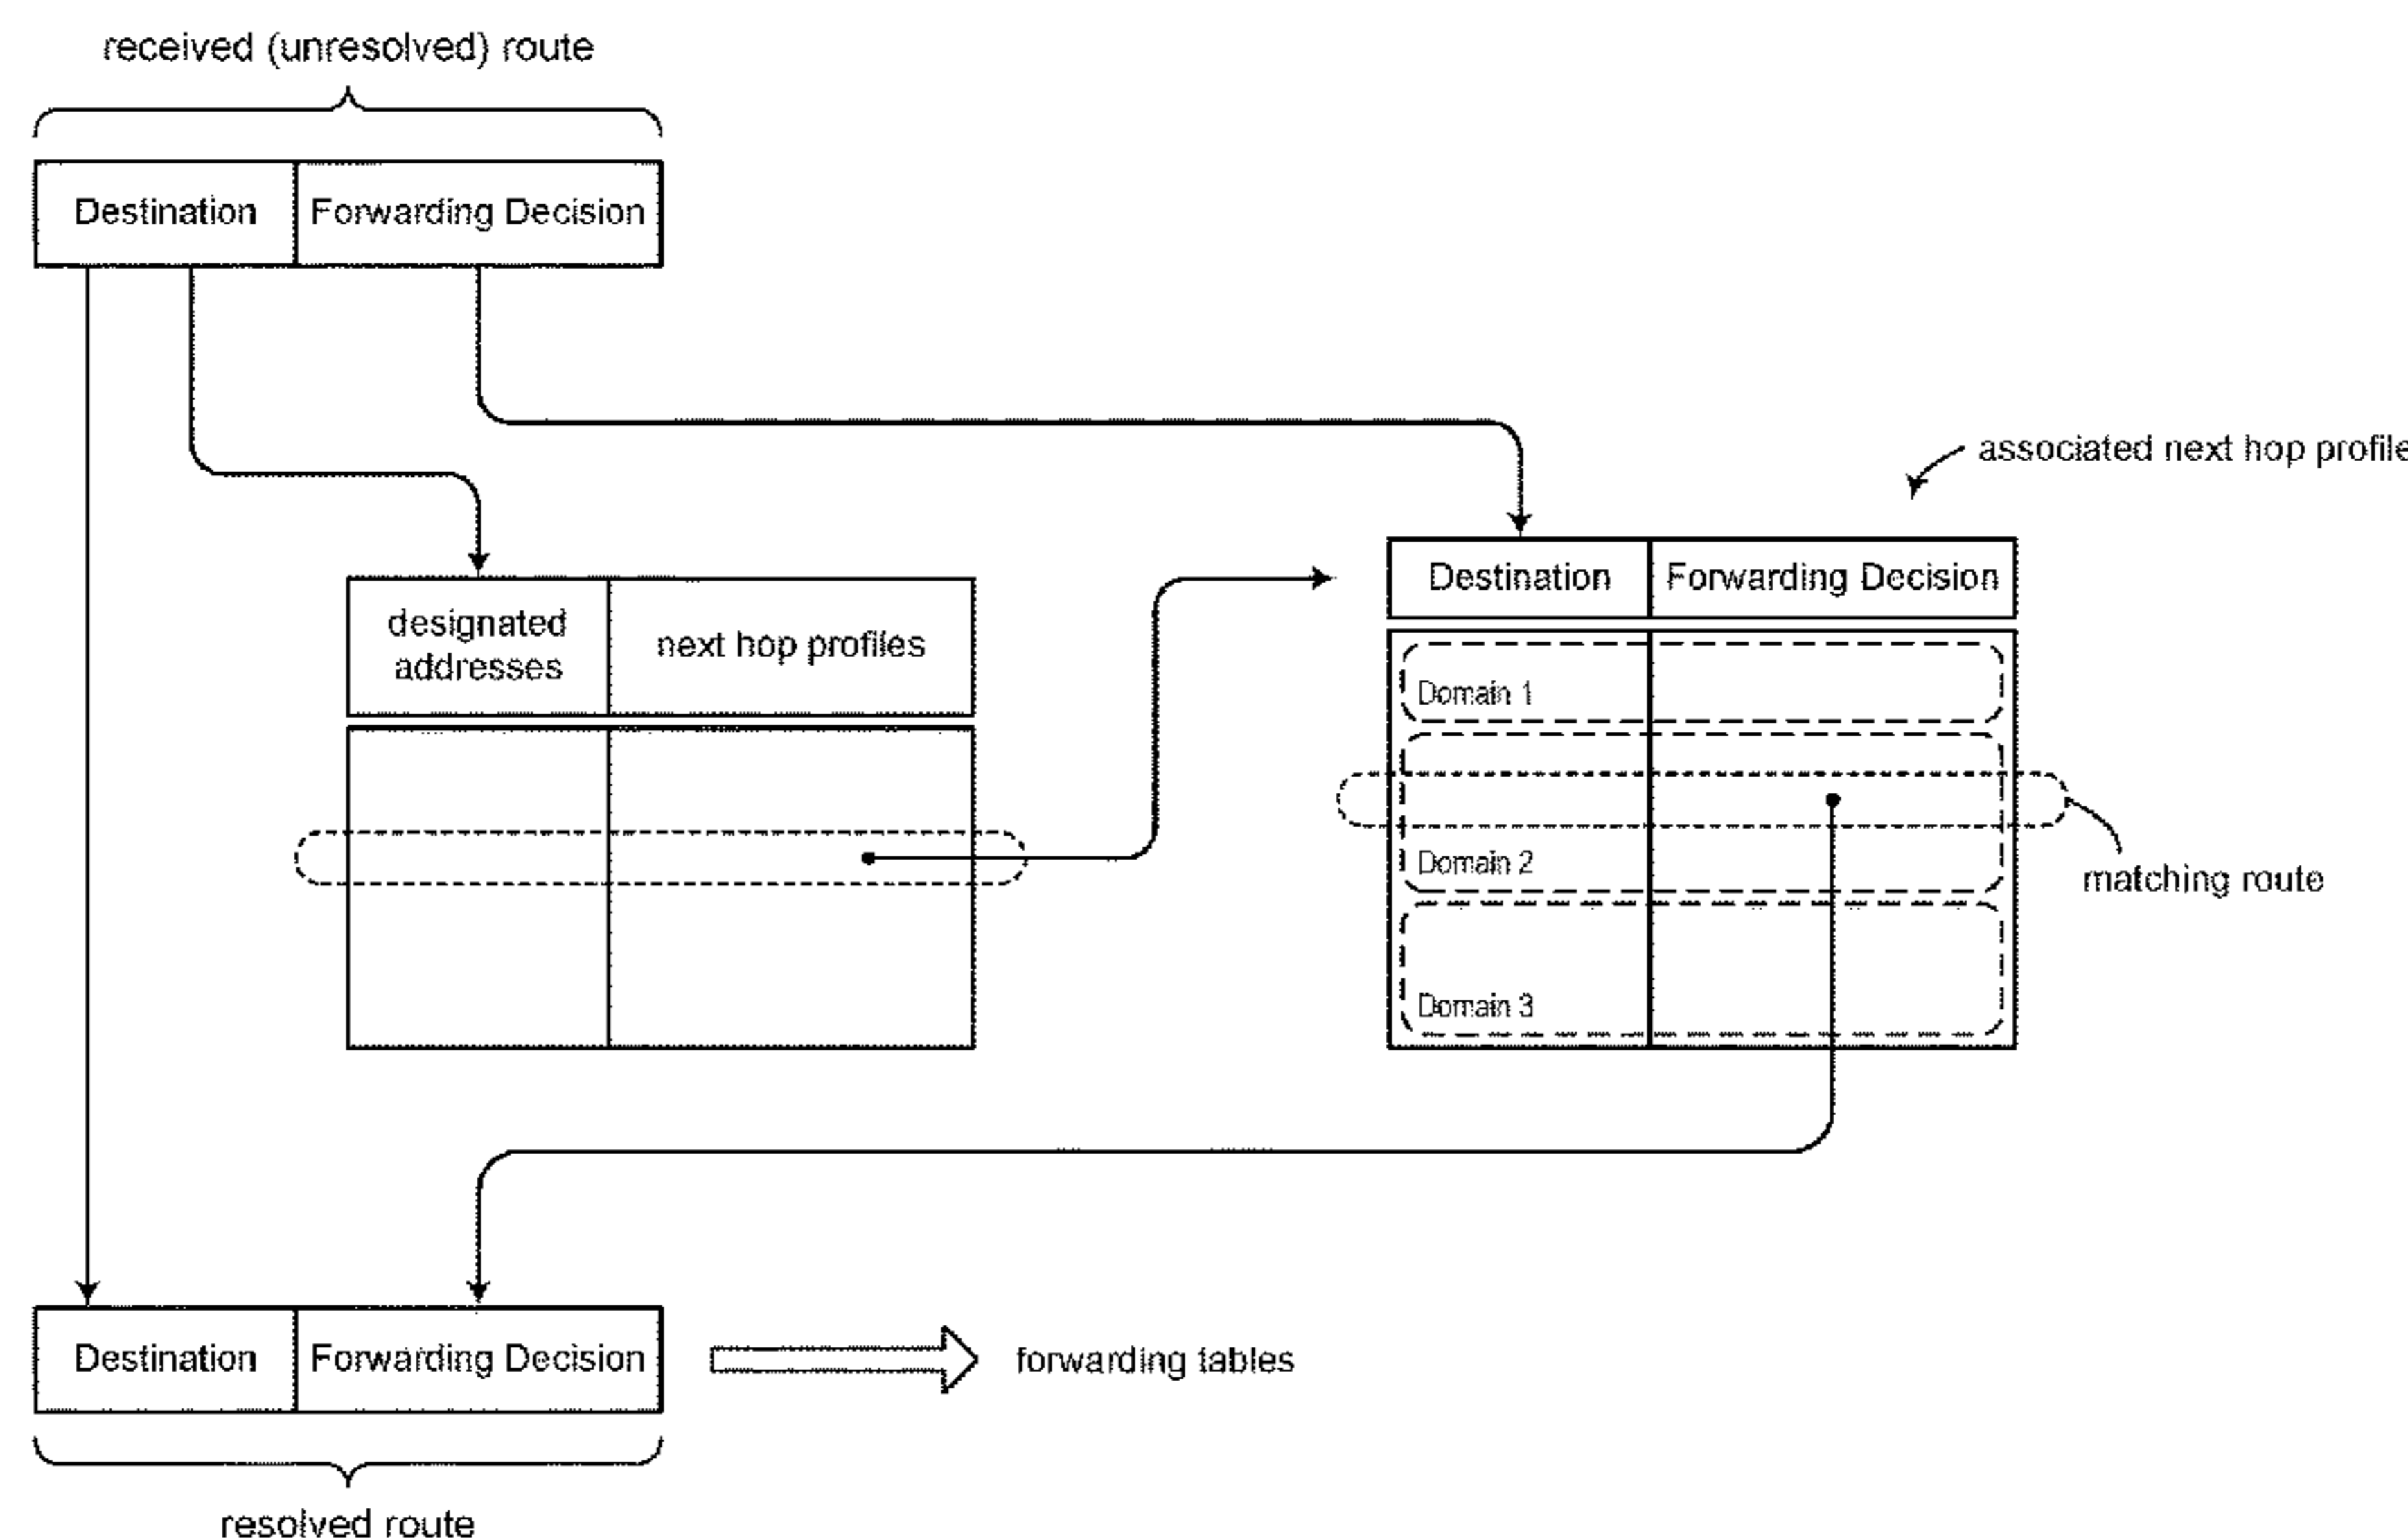 received (unresolved) route
Destination
Forwarding Decision
associated next hop profile
Destination
Forwarding Decision
designated
addresses
next hop profiles
Domain 1
Domain 2
matching route
Domain 3
Destination
Forwarding Decision
forwarding tables
resolved route